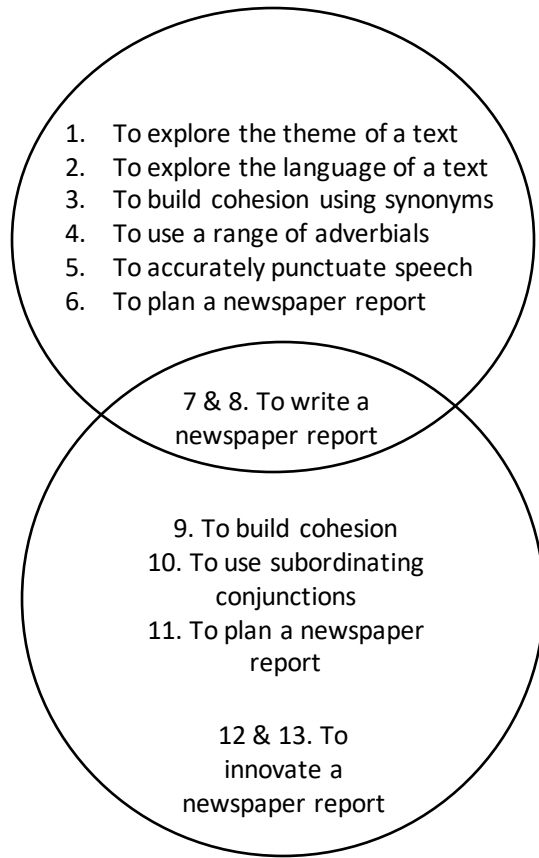 1. To explore the theme of a text
2. To explore the language of a text
3. To build cohesion using synonyms
4. To use a range of adverbials
5. To accurately punctuate speech
6. To plan a newspaper report
7 & 8. To write a
newspaper report
9. To build cohesion
10. To use subordinating
conjunctions
11. To plan a newspaper
report
12 & 13. To
innovate a
newspaper report